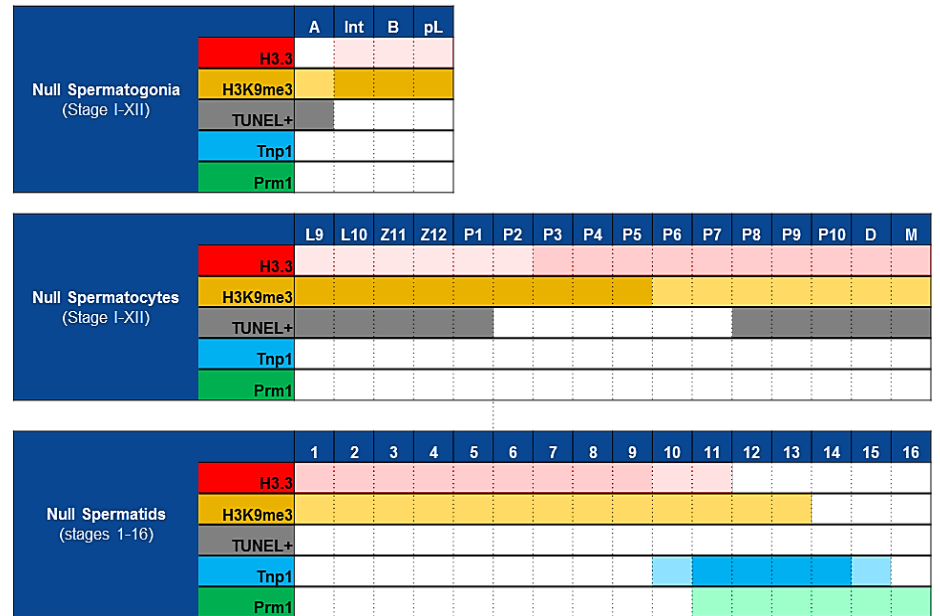 A Int B pL
H3.3
Null Spermatogonia H3K9me3
(Stage I-XII)
TUNEL+
Tnp1
Prm1
L9 L10 Z11 Z12 P1 P2 P3 P4 P5 P6 P7 P8 P9 P10 D M
H3.3
Null Spermatocytes H3K9me3
(Stage I-XII)
TUNEL+
Tnp1
Prm1
1 2 3 4 5 6 7 8 9 10 11 12 13 14 15 16
H3.3
Null Spermatids H3K9me3
(stages 1-16)
TUNEL+
Tnp1
Prm1